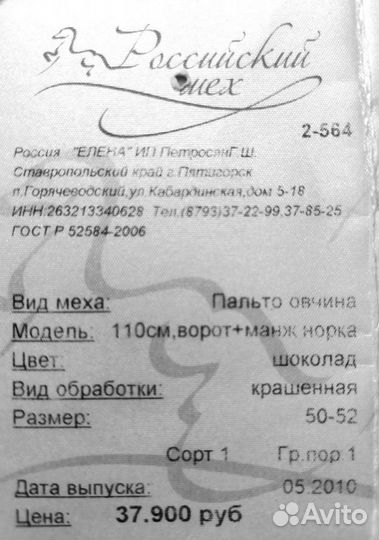 Российский
мех
2-564
Россия "ЕЛЕНА" ИП ПетросянГ.Ш.
Ставропольский край г.Пятигорск
п.Горячеводский,ул.Кабардинская,дом 5-18
ИНН:263213340628 Тел.(8793)37-22-99,37-85-25
ГОСТ Р 52584-2006
Вид меха: Пальто овчина
Модель: 110см,ворот+манж норка
Цвет: шоколад
Вид обработки: крашенная
Размер: 50-52
Сорт 1 Гр.пор.1
Дата выпуска: 05.2010
Цена: 37.900 руб
Avito